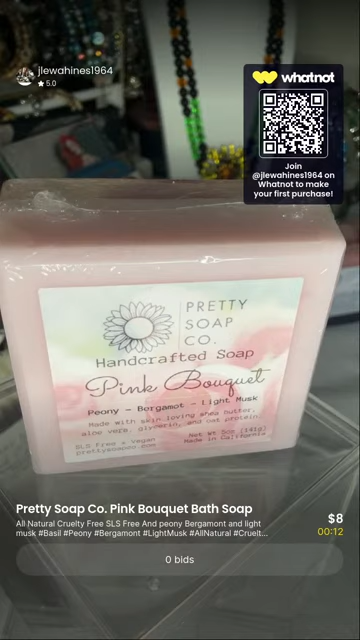 jlewahines1964
★ 5.0
whatnot
Join
@jlewahines1964 on
Whatnot to make
your first purchase!
PRETTY
SOAP
CO.
Handcrafted Soap
Pink Bouquet
Peony - Bergamot - Light Musk
Made with skin loving shea butter,
aloe vera, glycerin, and oat protein.
SLS Free + Vegan
prettysoapco.com
Net Wt 5oz (141g)
Made in California
Pretty Soap Co. Pink Bouquet Bath Soap
$8
All Natural Cruelty Free SLS Free And peony Bergamot and light
musk #Basil #Peony #Bergamot #LightMusk #AllNatural #Cruelt...
00:12
0 bids